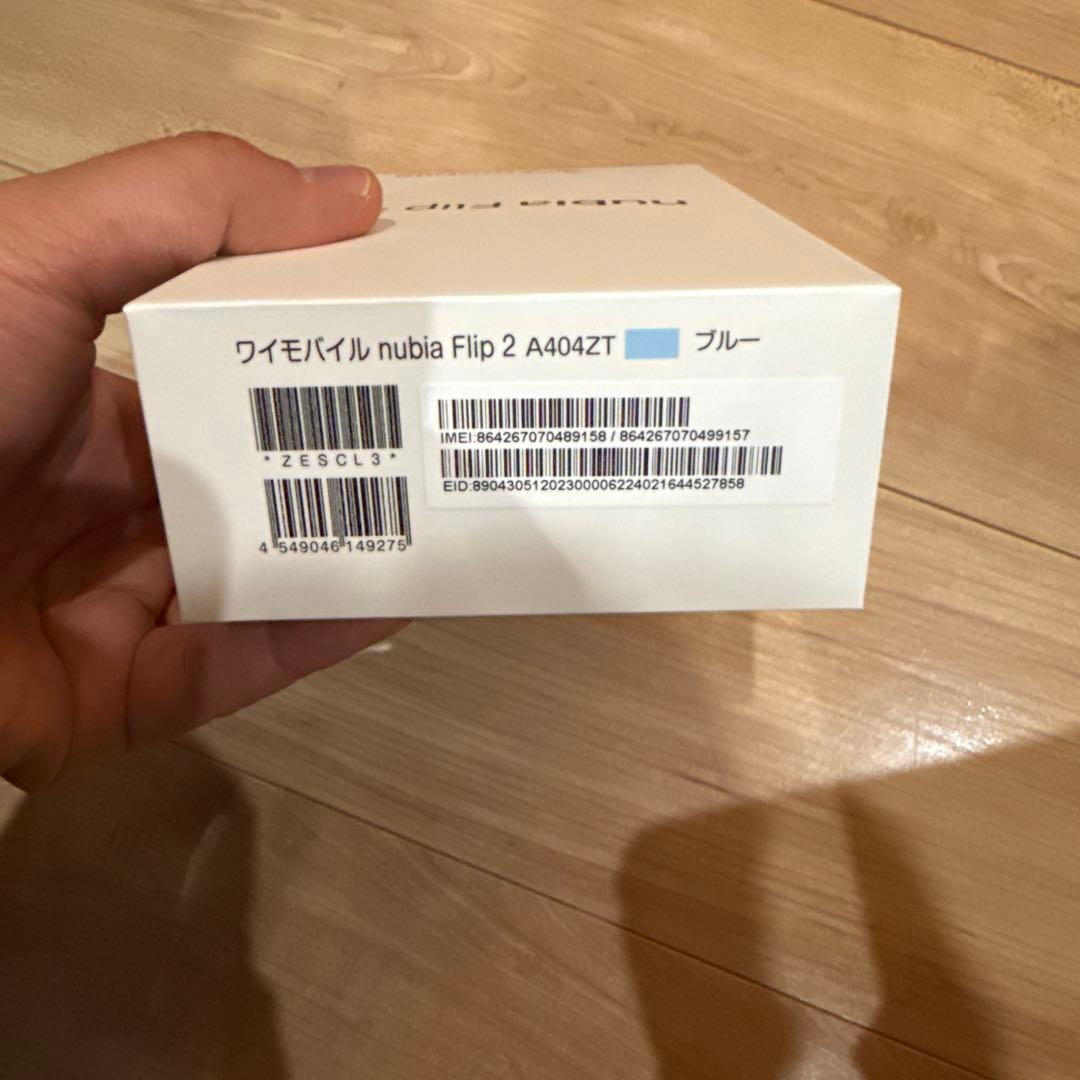 nubia Flip 2
ワイモバイル nubia Flip 2 A404ZT ブルー
*ZESCL3*
4 549046 149275
IMEI:864267070489158 / 864267070499157
EID:89043051202300006224021644527858